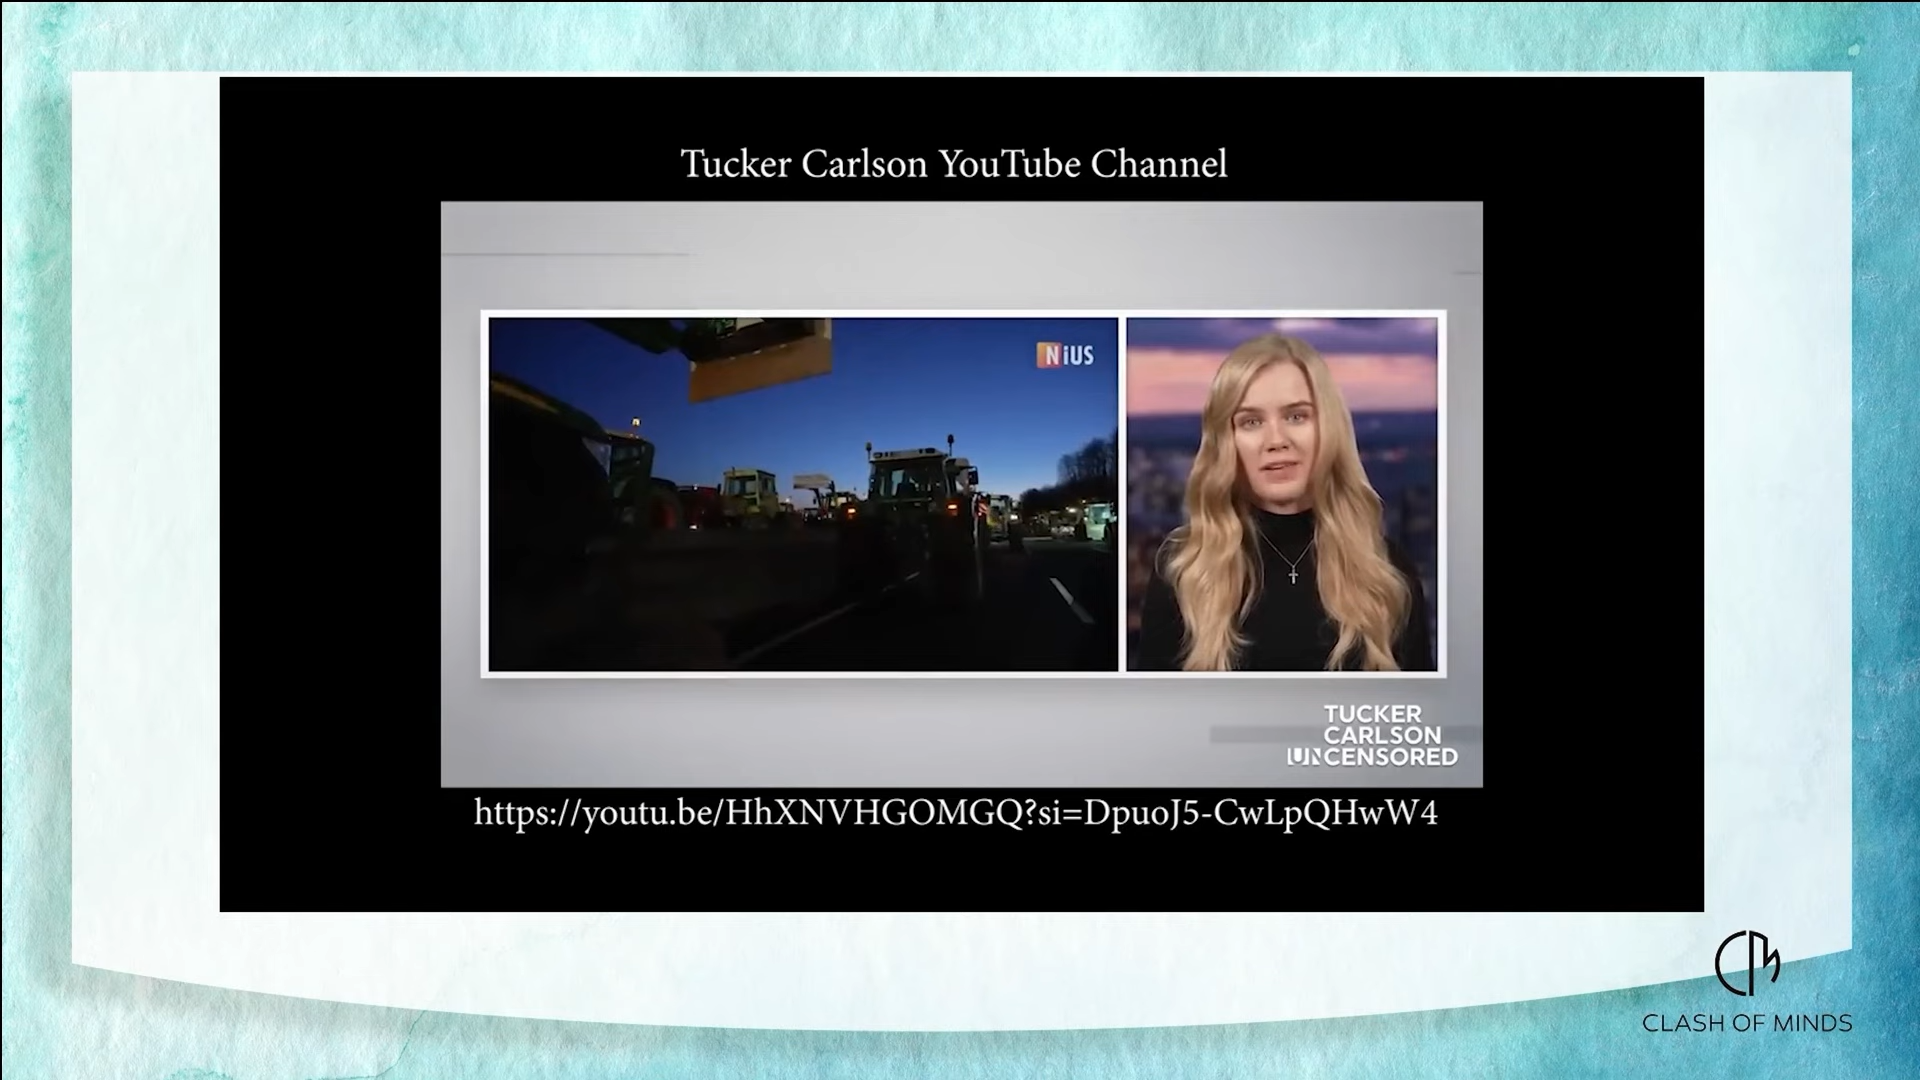 Tucker Carlson YouTube Channel
NiUS
TUCKER
CARLSON
UNCENSORED
https://youtu.be/HhXNVHGOMGQ?si=DpuoJ5-CwLpQHwW4
CLASH OF MINDS